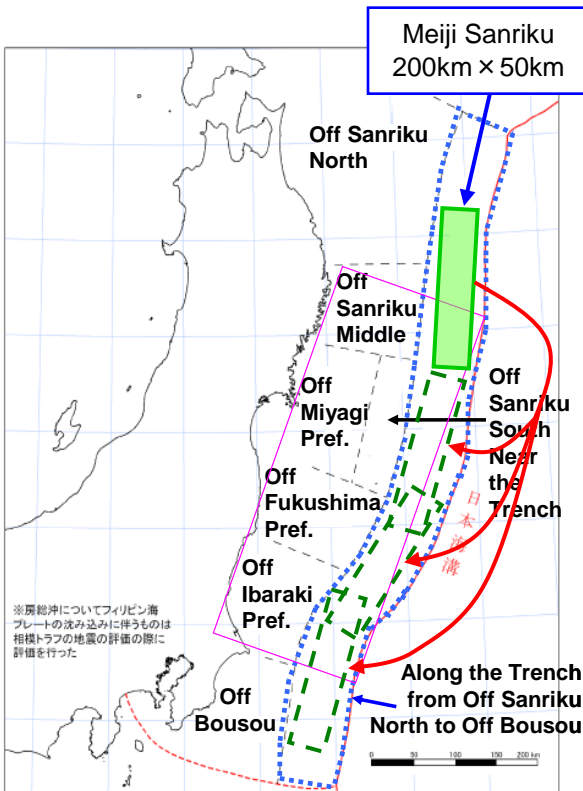 Meiji Sanriku
200km×50km
Off Sanriku
North
Off
Sanriku
Middle
Off
Miyagi
Pref.
Off
Sanriku
South
Near
the
Trench
Off
Fukushima
Pref.
日本海溝
Off
Ibaraki
Pref.
※房総沖についてフィリピン海
プレートの沈み込みに伴うものは
相模トラフの地震の評価の際に
評価を行った
Off
Bousou
Along the Trench
from Off Sanriku
North to Off Bousou
0 50 100 150 200 km